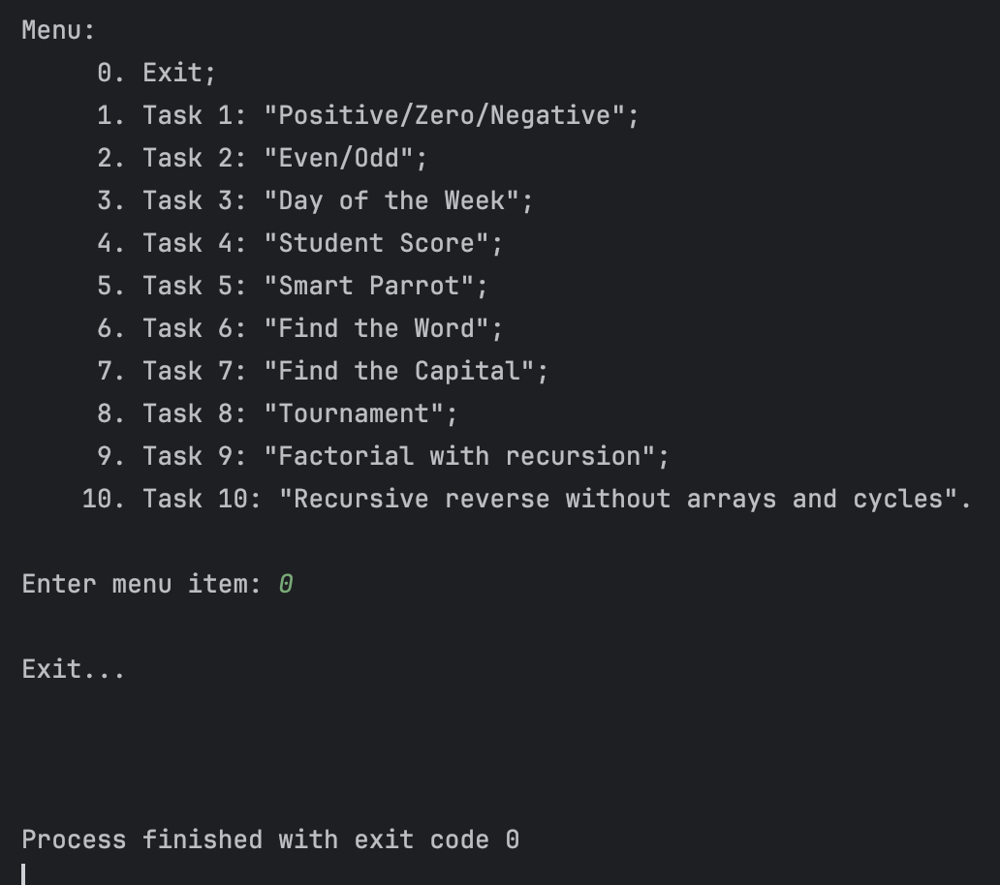 Menu:
0. Exit;
1. Task 1: "Positive/Zero/Negative";
2. Task 2: "Even/Odd";
3. Task 3: "Day of the Week";
4. Task 4: "Student Score";
5. Task 5: "Smart Parrot";
6. Task 6: "Find the Word";
7. Task 7: "Find the Capital";
8. Task 8: "Tournament";
9. Task 9: "Factorial with recursion";
10. Task 10: "Recursive reverse without arrays and cycles".
Enter menu item: 0
Exit...
Process finished with exit code 0